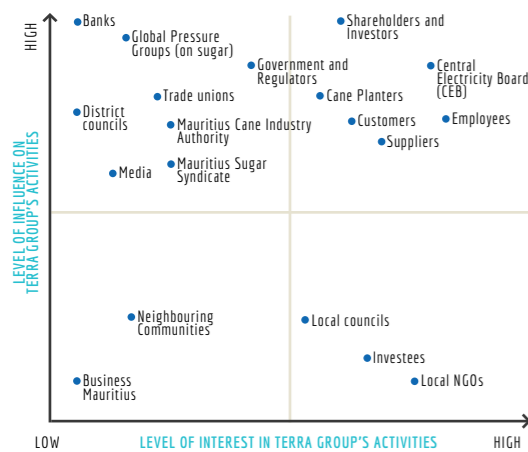 HIGH
LEVEL OF INFLUENCE ON
TERRA GROUP'S ACTIVITIES
Banks
Global Pressure
Groups (on sugar)
Shareholders and
Investors
Government and
Regulators
Central
Electricity Board
(CEB)
Trade unions
Cane Planters
District
councils
Mauritius Cane Industry
Authority
Customers
Employees
Suppliers
Media
Mauritius Sugar
Syndicate
Neighbouring
Communities
Local councils
Investees
Business
Mauritius
Local NGOs
LOW
LEVEL OF INTEREST IN TERRA GROUP'S ACTIVITIES
HIGH